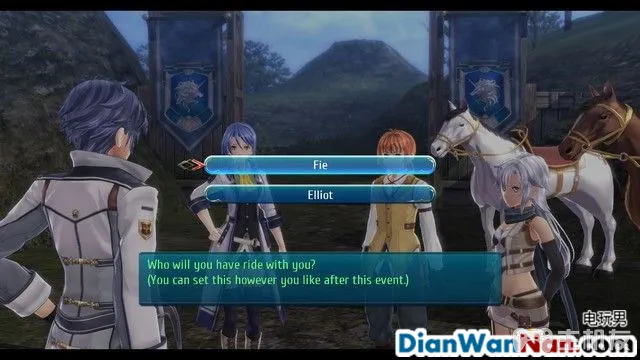 Fie
Elliot
Who will you have ride with you?
(You can set this however you like after this event.)
电玩男
DianWanNan.com